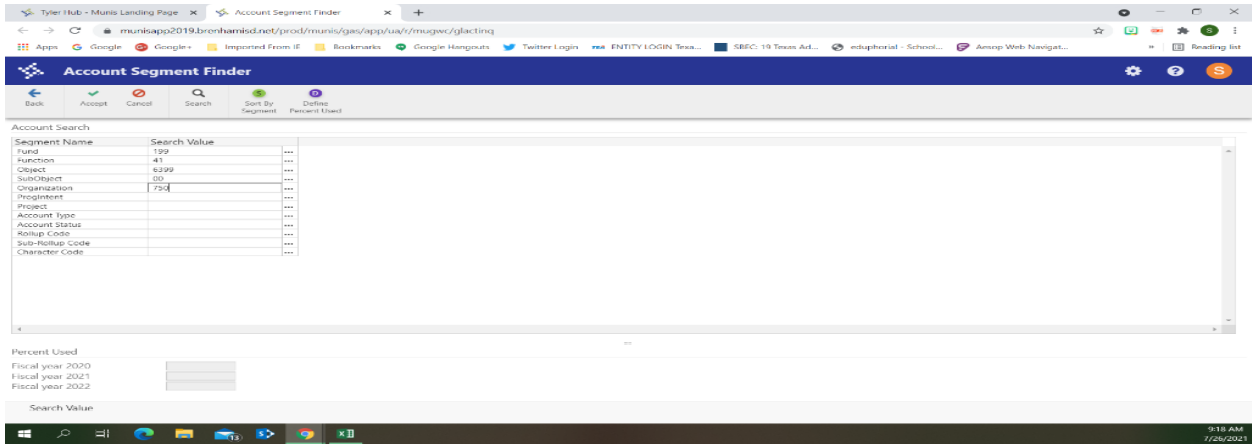 Tyler Hub - Munis Landing Page
Account Segment Finder
munisapp2019.brenhamisd.net/prod/munis/gas/app/ua/r/mugwc/glactinq
Apps Google Google+ Imported From IE Bookmarks Google Hangouts Twitter Login ENTITY LOGIN Texa... SBEC: 19 Texas Ad... eduphorial - School... Aesop Web Navigat... » Reading list
Account Segment Finder
S
Back Accept Cancel Search Sort By Segment Define Percent Used
Account Search
Segment Name Search Value
Fund 199 ...
Function 41 ...
Object 6399 ...
SubObject 00 ...
Organization 750 ...
ProgIntent ...
Project ...
Account Type ...
Account Status ...
Rollup Code ...
Sub-Rollup Code ...
Character Code ...
Percent Used
Fiscal year 2020
Fiscal year 2021
Fiscal year 2022
Search Value
13
9:18 AM
7/26/2021